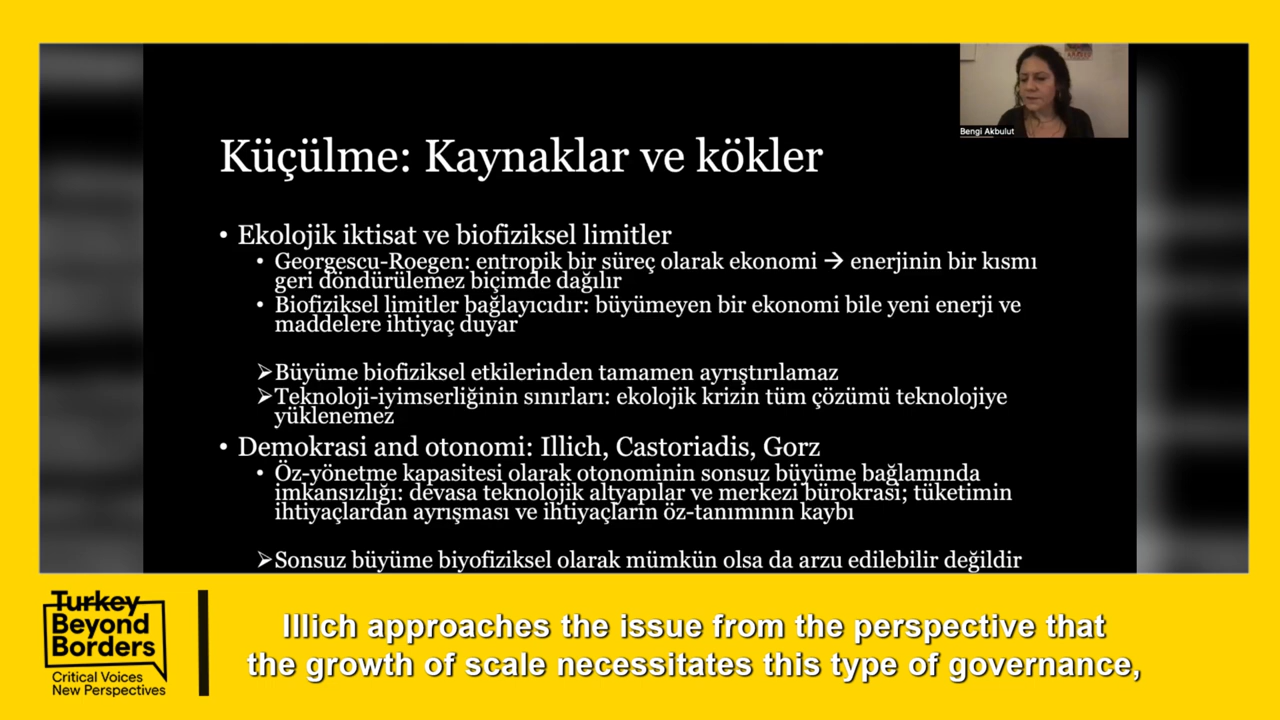 Bengi Akbulut
Küçülme: Kaynaklar ve kökler
• Ekolojik iktisat ve biofiziksel limitler
• Georgescu-Roegen: entropik bir süreç olarak ekonomi → enerjinin bir kısmı
geri döndürülemez biçimde dağılır
• Biofiziksel limitler bağlayıcıdır: büyümeyen bir ekonomi bile yeni enerji ve
maddelere ihtiyaç duyar
➢Büyüme biofiziksel etkilerinden tamamen ayrıştırılamaz
➢Teknoloji-iyimserliğinin sınırları: ekolojik krizin tüm çözümü teknolojiye
yüklenemez
• Demokrasi and otonomi: Illich, Castoriadis, Gorz
• Öz-yönetme kapasitesi olarak otonominin sonsuz büyüme bağlamında
imkansızlığı: devasa teknolojik altyapılar ve merkezi bürokrasi; tüketimin
ihtiyaçlardan ayrışması ve ihtiyaçların öz-tanımının kaybı
➢Sonsuz büyüme biyofiziksel olarak mümkün olsa da arzu edilebilir değildir
Turkey
Beyond
Borders
Critical Voices
New Perspectives
Illich approaches the issue from the perspective that
the growth of scale necessitates this type of governance,